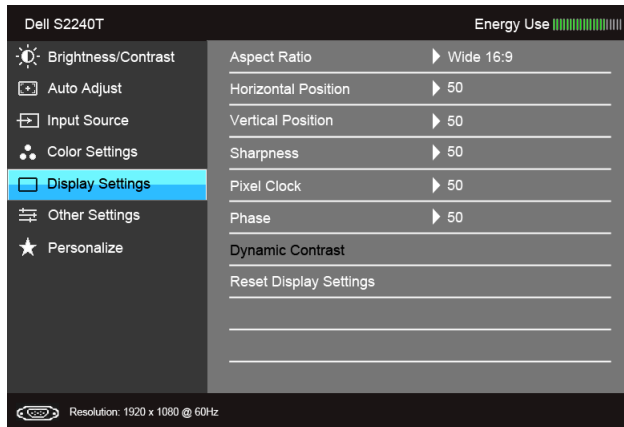 Dell S2240T Energy Use
Brightness/Contrast
Auto Adjust
Input Source
Color Settings
Display Settings
Other Settings
Personalize
Aspect Ratio Wide 16:9
Horizontal Position 50
Vertical Position 50
Sharpness 50
Pixel Clock 50
Phase 50
Dynamic Contrast
Reset Display Settings
Resolution: 1920 x 1080 @ 60Hz